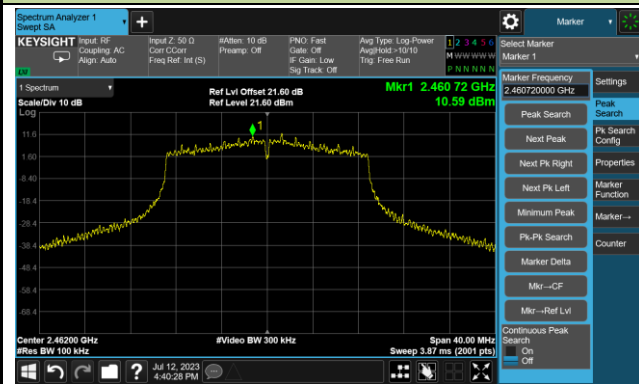 Spectrum Analyzer 1
Swept SA
Marker
KEYSIGHT
Input: RF
Coupling: AC
Align: Auto
Input Z: 50 Ω
Corr CCorr
Freq Ref: Int (S)
#Atten: 10 dB
Preamp: Off
PNO: Fast
Gate: Off
IF Gain: Low
Sig Track: Off
Avg Type: Log-Power
Avg|Hold:>10/10
Trig: Free Run
1 2 3 4 5 6
M W W W W W
P N N N N N
Select Marker
Marker 1
1 Spectrum
Scale/Div 10 dB
Log
Ref Lvl Offset 21.60 dB
Ref Level 21.60 dBm
Mkr1 2.460 72 GHz
10.59 dBm
1
11.6
1.60
-8.40
-18.4
-28.4
-38.4
-48.4
-58.4
-68.4
Center 2.46200 GHz
#Res BW 100 kHz
#Video BW 300 kHz
Span 40.00 MHz
Sweep 3.87 ms (2001 pts)
Marker Frequency
2.460720000 GHz
Peak Search
Next Peak
Next Pk Right
Next Pk Left
Minimum Peak
Pk-Pk Search
Marker Delta
Mkr→CF
Mkr→Ref Lvl
Continuous Peak
Search
On
Off
Settings
Peak
Search
Pk Search
Config
Properties
Marker
Function
Marker→
Counter
Jul 12, 2023
4:40:28 PM